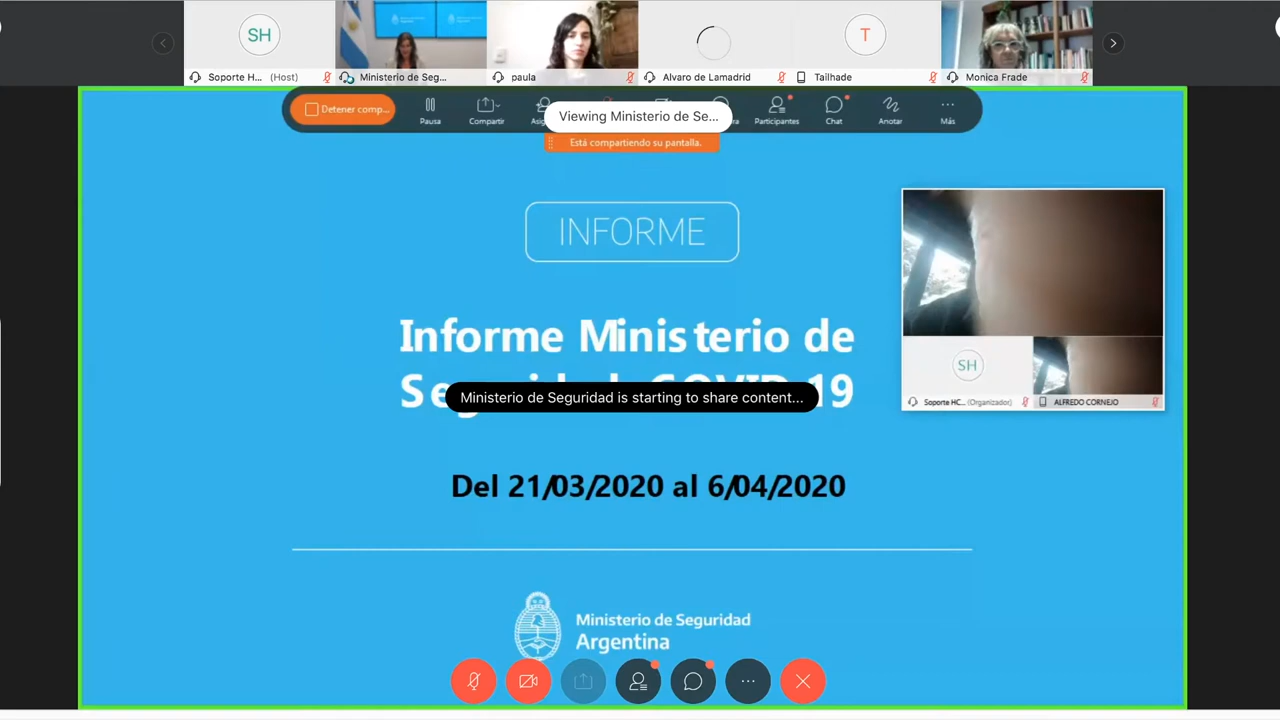 SH
T
Soporte H... (Host)
Ministerio de Seg...
paula
Alvaro de Lamadrid
Tailhade
Monica Frade
Detener comp...
Pausa
Compartir
Viewing Ministerio de Se...
Participantes
Chat
Anotar
Más
Está compartiendo su pantalla.
INFORME
Informe Ministerio de
19
Ministerio de Seguridad is starting to share content...
SH
Soporte HC... (Organizador)
ALFREDO CORNEJO
Del 21/03/2020 al 6/04/2020
Ministerio de Seguridad
Argentina